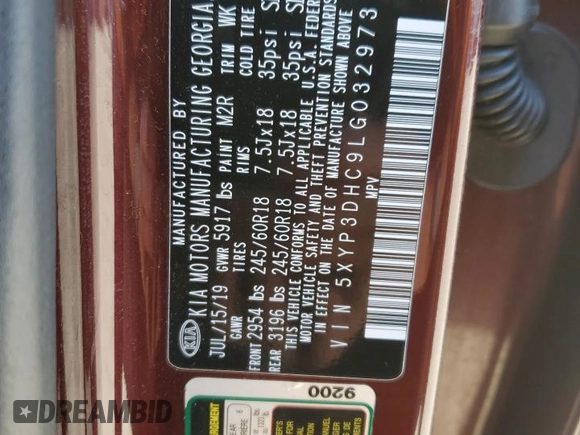 MANUFACTURED BY
KIA KIA MOTORS MANUFACTURING GEORGIA
JUL/15/19 GVWR 5917 lbs PAINT M2R TRIM WK
GAWR TIRES RIMS COLD TIRE
FRONT 2954 lbs 245/60R18 7.5Jx18 35psi
REAR 3196 lbs 245/60R18 7.5Jx18 35psi
THIS VEHICLE CONFORMS TO ALL APPLICABLE U.S.A. FEDER
MOTOR VEHICLE SAFETY AND THEFT PREVENTION STANDARDS
IN EFFECT ON THE DATE OF MANUFACTURE SHOWN ABOVE
VIN 5XYP3DHC9LG032973
MPV
9200
DREAMBID